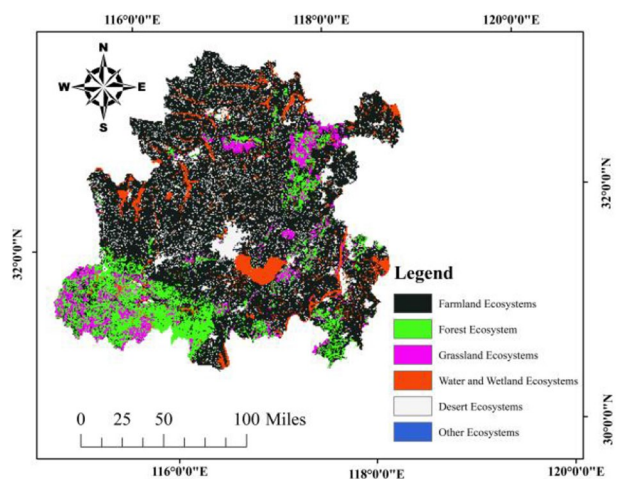 116°0'0"E 118°0'0"E 120°0'0"E
N
W E
S
32°0'0"N
32°0'0"N
Legend
Farmland Ecosystems
Forest Ecosystem
Grassland Ecosystems
Water and Wetland Ecosystems
Desert Ecosystems
Other Ecosystems
0 25 50 100 Miles
30°0'0"N
116°0'0"E 118°0'0"E 120°0'0"E